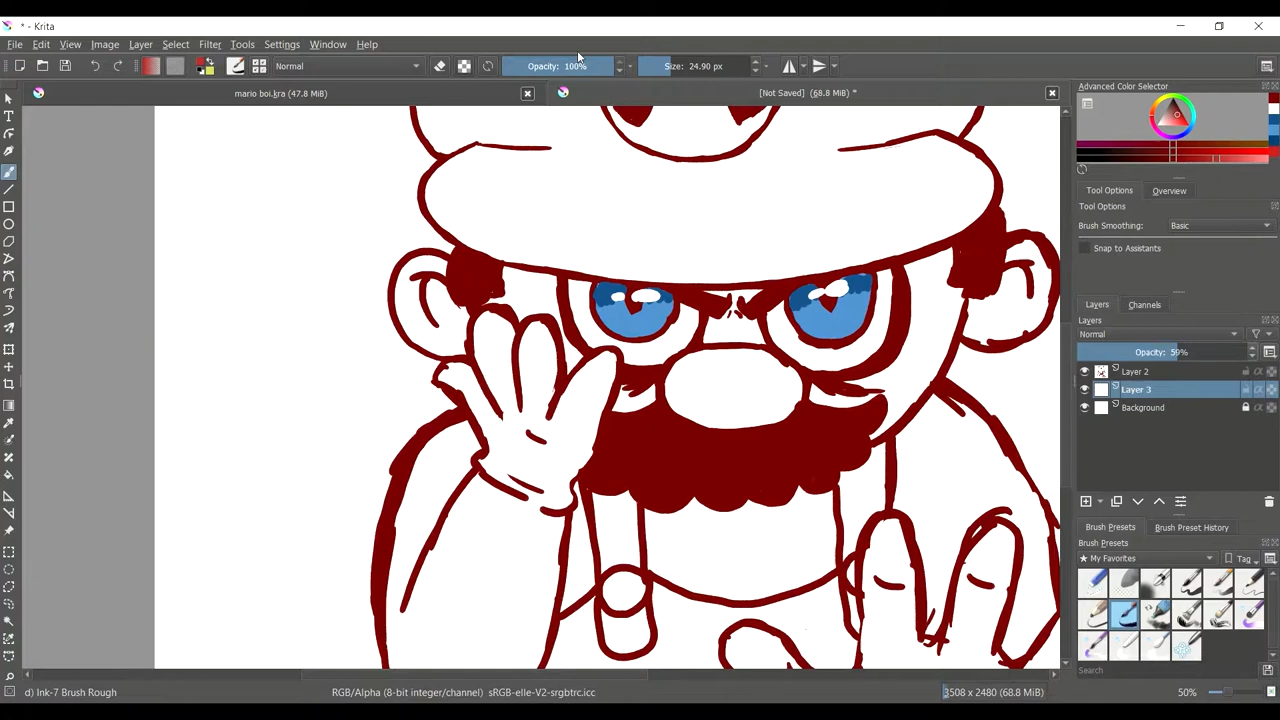 * - Krita
File Edit View Image Layer Select Filter Tools Settings Window Help
Normal Opacity: 100% Size: 24.90 px
mario boi.kra (47.8 MiB) [Not Saved] (68.8 MiB) *
Advanced Color Selector
Tool Options Overview
Tool Options
Brush Smoothing: Basic
Snap to Assistants
Layers Channels
Layers
Normal
Opacity: 59%
Layer 2
Layer 3
Background
Brush Presets Brush Preset History
Brush Presets
★ My Favorites Tag
Search
d) Ink-7 Brush Rough RGB/Alpha (8-bit integer/channel) sRGB-elle-V2-srgbtrc.icc 3508 x 2480 (68.8 MiB) 50%